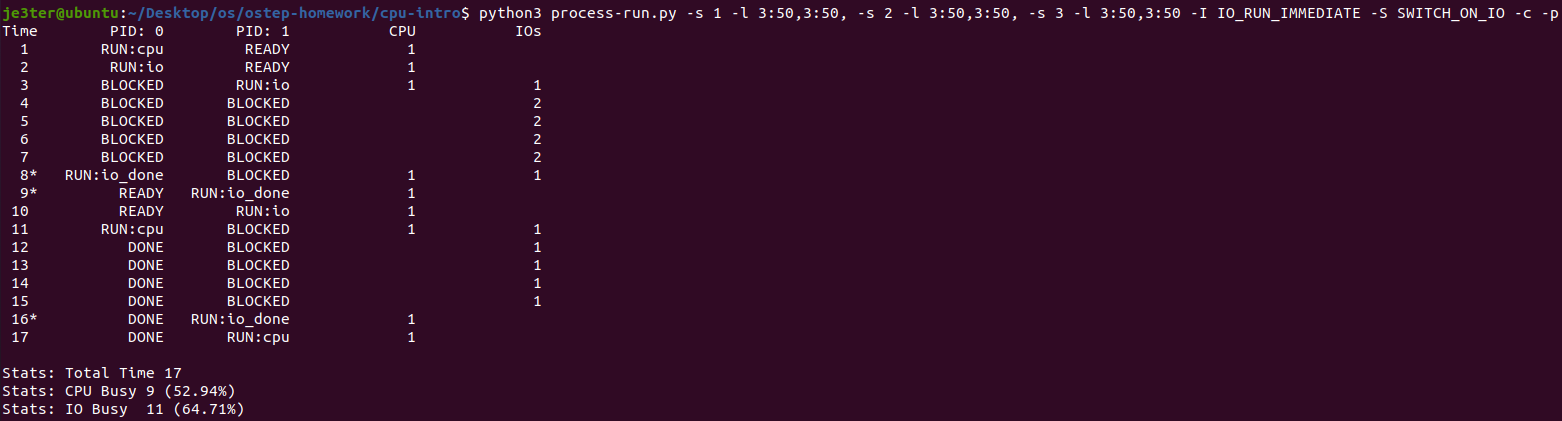 je3ter@ubuntu:~/Desktop/os/ostep-homework/cpu-intro$ python3 process-run.py -s 1 -l 3:50,3:50, -s 2 -l 3:50,3:50, -s 3 -l 3:50,3:50 -I IO_RUN_IMMEDIATE -S SWITCH_ON_IO -c -p
Time        PID: 0        PID: 1           CPU           IOs
  1        RUN:cpu         READY             1
  2         RUN:io         READY             1
  3        BLOCKED        RUN:io             1             1
  4        BLOCKED       BLOCKED                           2
  5        BLOCKED       BLOCKED                           2
  6        BLOCKED       BLOCKED                           2
  7        BLOCKED       BLOCKED                           2
  8*   RUN:io_done       BLOCKED             1             1
  9*         READY   RUN:io_done             1
 10          READY        RUN:io             1
 11        RUN:cpu       BLOCKED             1             1
 12           DONE       BLOCKED                           1
 13           DONE       BLOCKED                           1
 14           DONE       BLOCKED                           1
 15           DONE       BLOCKED                           1
 16*          DONE   RUN:io_done             1
 17           DONE       RUN:cpu             1
Stats: Total Time 17
Stats: CPU Busy 9 (52.94%)
Stats: IO Busy  11 (64.71%)